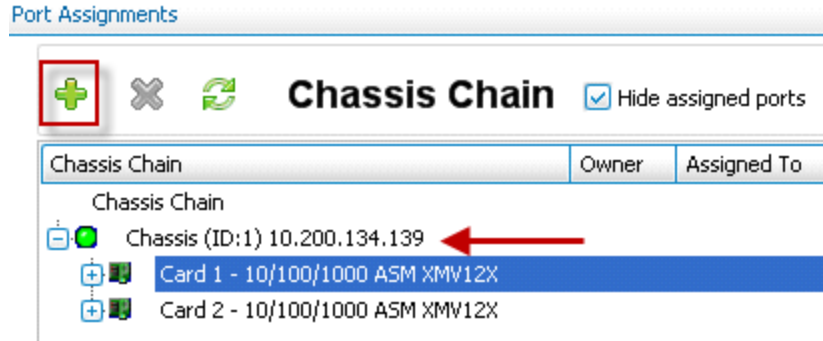 Port Assignments
Chassis Chain Hide assigned ports
Chassis Chain Owner Assigned To
Chassis Chain
Chassis (ID:1) 10.200.134.139
Card 1 - 10/100/1000 ASM XMV12X
Card 2 - 10/100/1000 ASM XMV12X